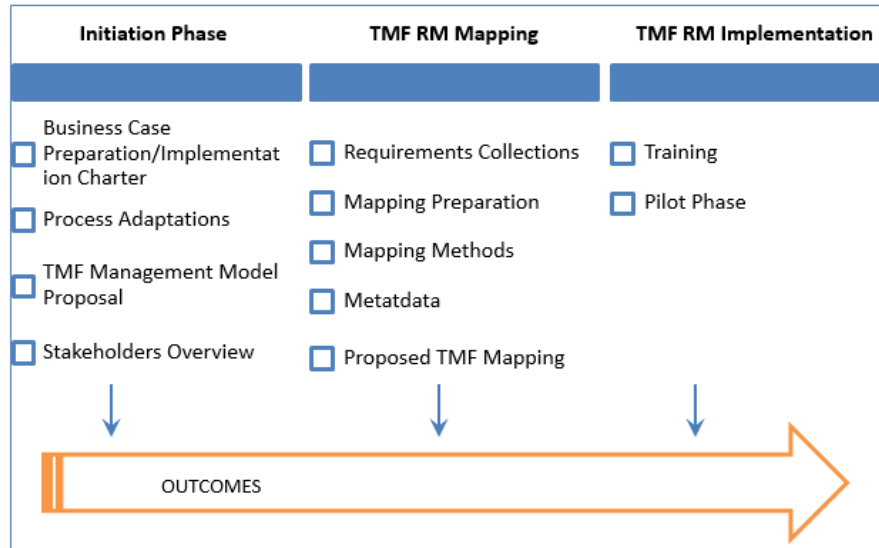 Initiation Phase
TMF RM Mapping
TMF RM Implementation
Business Case
Preparation/Implementat
ion Charter
Process Adaptations
TMF Management Model
Proposal
Stakeholders Overview
Requirements Collections
Mapping Preparation
Mapping Methods
Metatdata
Proposed TMF Mapping
Training
Pilot Phase
OUTCOMES